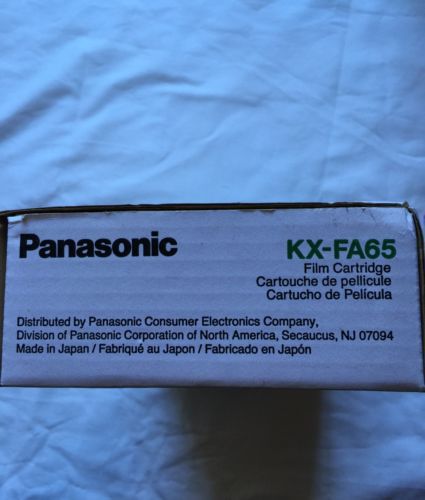 Panasonic
KX-FA65
Film Cartridge
Cartouche de pellicule
Cartucho de Película
Distributed by Panasonic Consumer Electronics Company,
Division of Panasonic Corporation of North America, Secaucus, NJ 07094
Made in Japan / Fabriqué au Japon / Fabricado en Japón